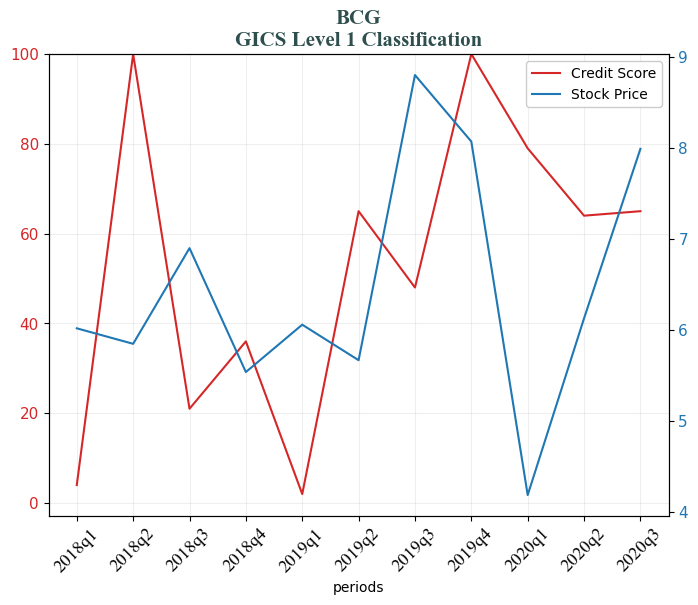 BCG
GICS Level 1 Classification
Credit Score
Stock Price
100
80
60
40
20
0
9
8
7
6
5
4
2018q1
2018q2
2018q3
2018q4
2019q1
2019q2
2019q3
2019q4
2020q1
2020q2
2020q3
periods